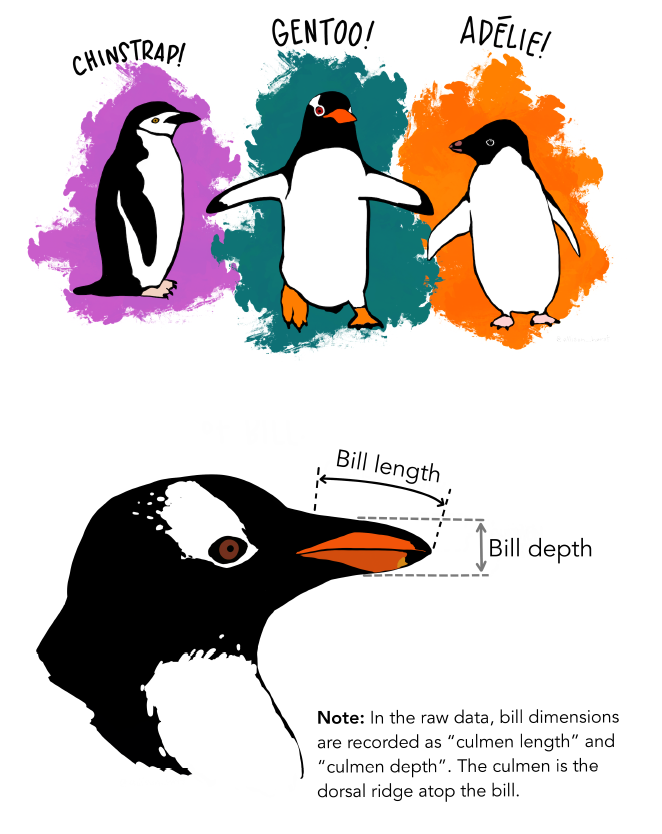 CHINSTRAP!
GENTOO!
ADÉLIE!
Bill length
Bill depth
Note: In the raw data, bill dimensions
are recorded as “culmen length” and
“culmen depth”. The culmen is the
dorsal ridge atop the bill.